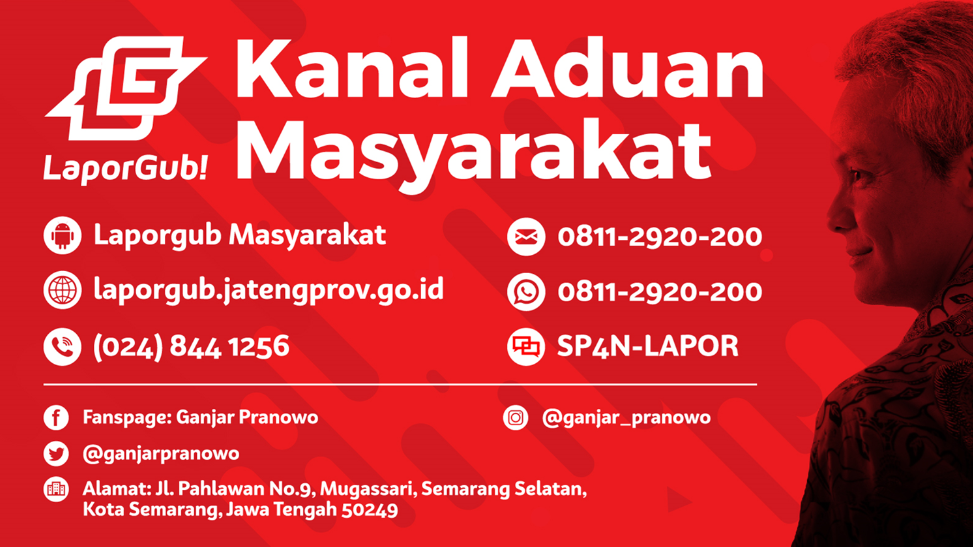 Kanal Aduan
Masyarakat
LaporGub!
Laporgub Masyarakat
laporgub.jatengprov.go.id
(024) 844 1256
0811-2920-200
0811-2920-200
SP4N-LAPOR
Fanspage: Ganjar Pranowo
@ganjarpranowo
@ganjar_pranowo
Alamat: Jl. Pahlawan No.9, Mugassari, Semarang Selatan,
Kota Semarang, Jawa Tengah 50249